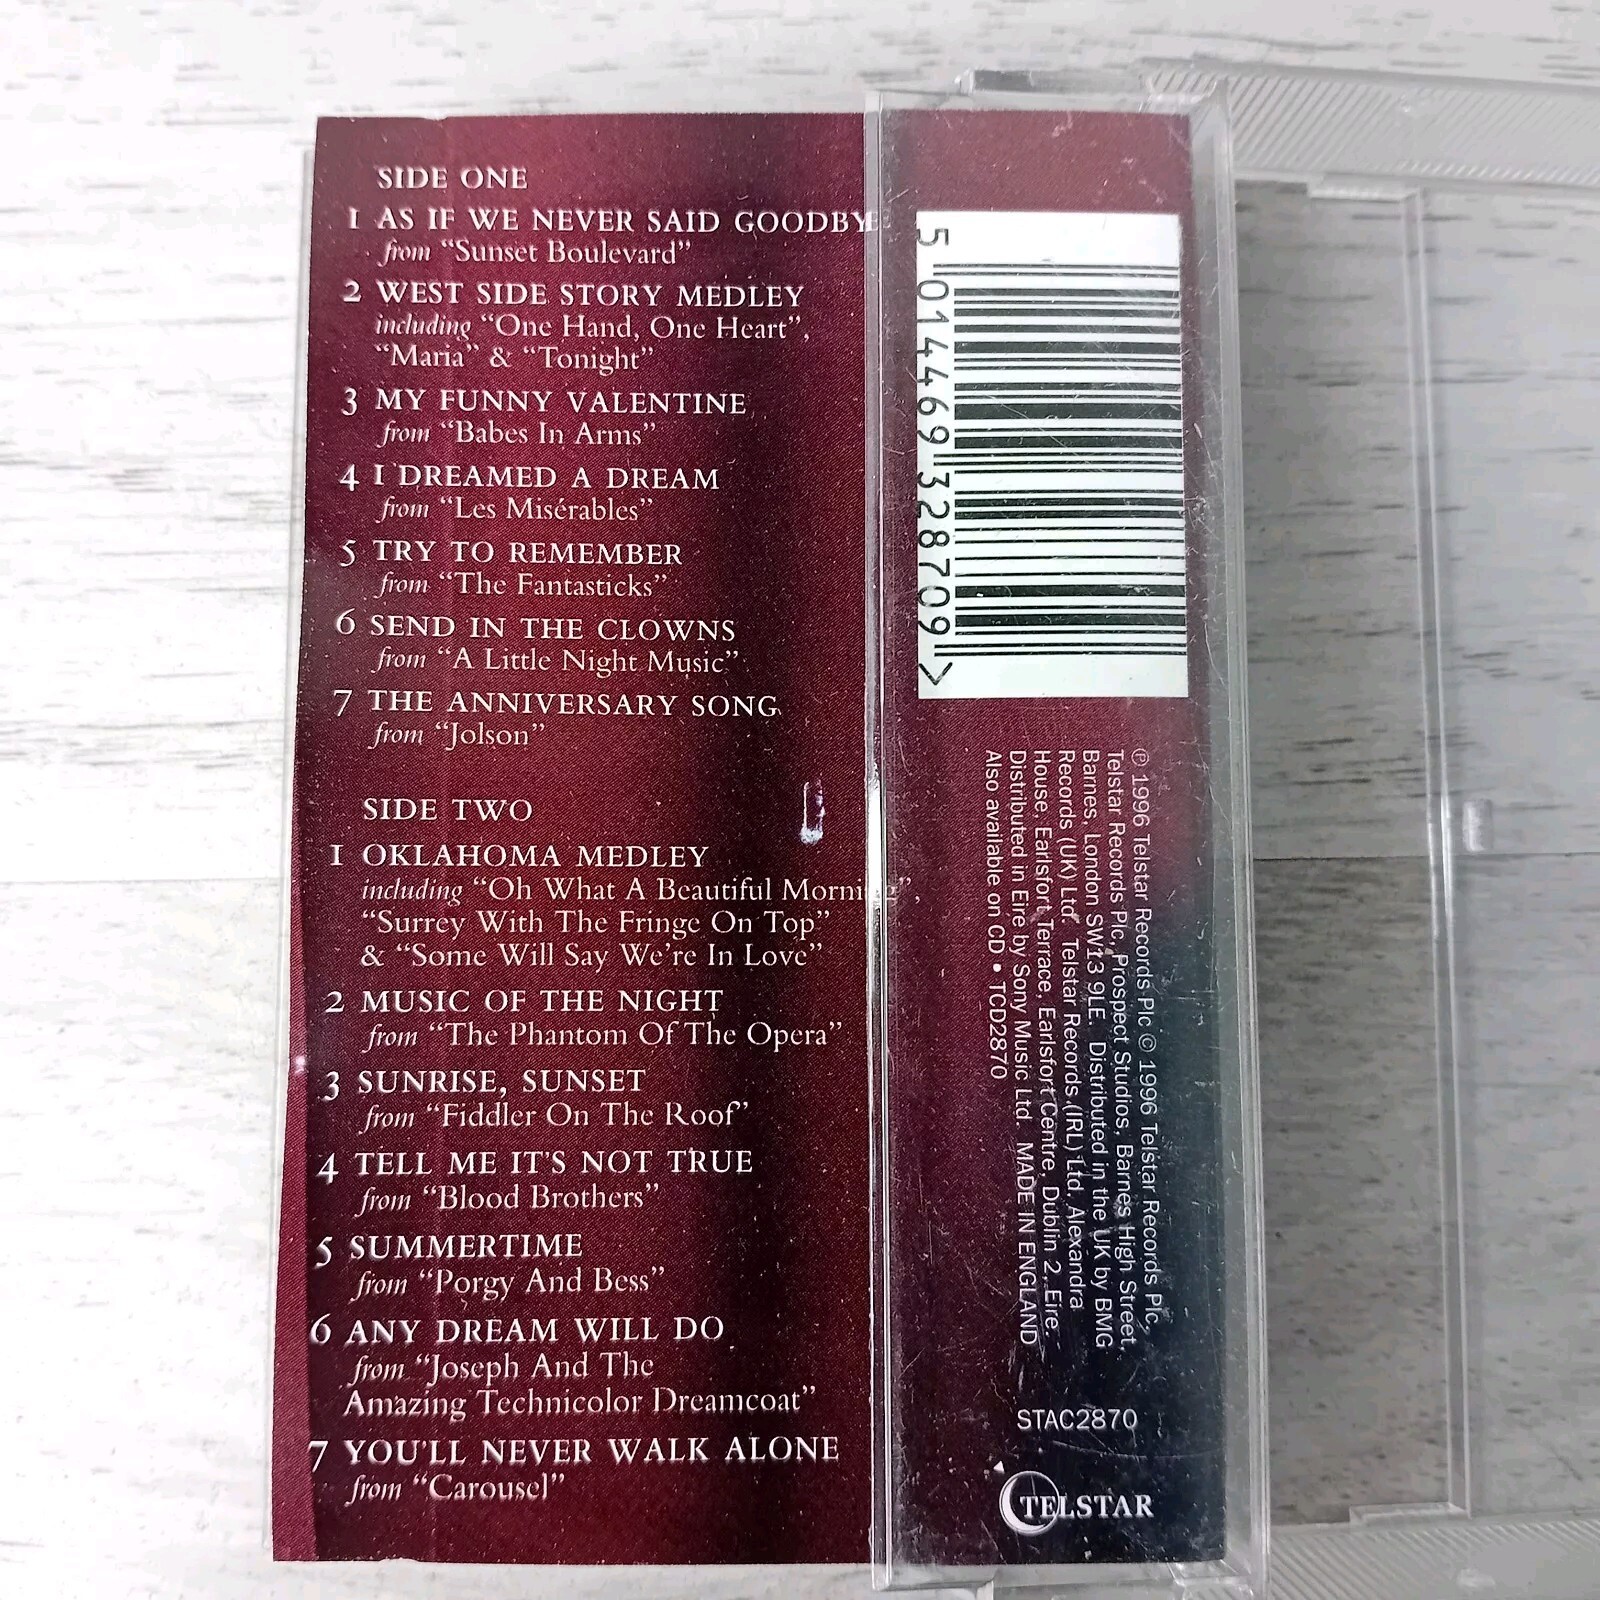 SIDE ONE
1 AS IF WE NEVER SAID GOODBY
from “Sunset Boulevard”
2 WEST SIDE STORY MEDLEY
including “One Hand, One Heart”,
“Maria” & “Tonight”
3 MY FUNNY VALENTINE
from “Babes In Arms”
4 I DREAMED A DREAM
from “Les Misérables”
5 TRY TO REMEMBER
from “The Fantasticks”
6 SEND IN THE CLOWNS
from “A Little Night Music”
7 THE ANNIVERSARY SONG
from “Jolson”
SIDE TWO
1 OKLAHOMA MEDLEY
including “Oh What A Beautiful Morning”,
“Surrey With The Fringe On Top”
& “Some Will Say We're In Love”
2 MUSIC OF THE NIGHT
from “The Phantom Of The Opera”
3 SUNRISE, SUNSET
from “Fiddler On The Roof”
4 TELL ME IT'S NOT TRUE
from “Blood Brothers”
5 SUMMERTIME
from “Porgy And Bess”
6 ANY DREAM WILL DO
from “Joseph And The
Amazing Technicolor Dreamcoat”
7 YOU'LL NEVER WALK ALONE
from “Carousel”
5 014469 328709 >
℗ 1996 Telstar Records Plc © 1996 Telstar Records Plc,
Telstar Records Plc, Prospect Studios, Barnes High Street,
Barnes, London SW13 9LE. Distributed in the UK by BMG
Records (UK) Ltd. Telstar Records (IRL) Ltd. Alexandra
House, Earlsfort Terrace, Earlsfort Centre, Dublin 2, Eire.
Distributed in Eire by Sony Music Ltd. MADE IN ENGLAND
Also available on CD • TCD2870
STAC2870
TELSTAR